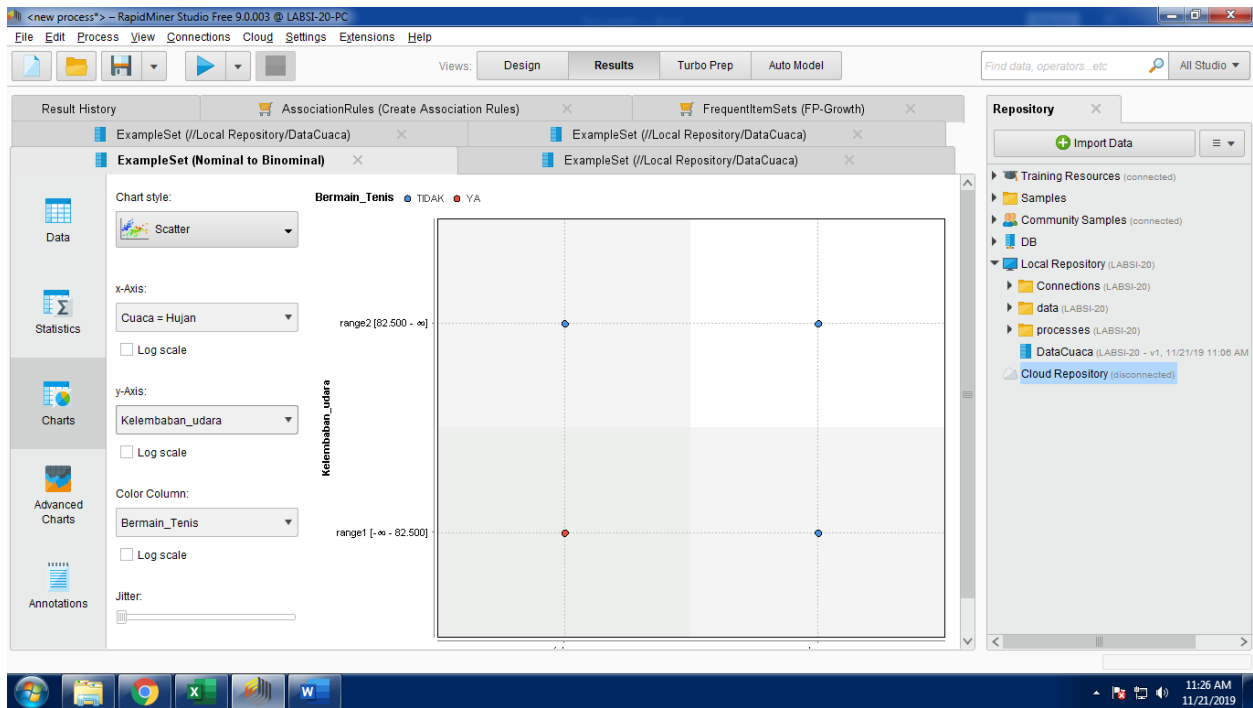 <new process*> – RapidMiner Studio Free 9.0.003 @ LABSI-20-PC
File Edit Process View Connections Cloud Settings Extensions Help
Views: Design Results Turbo Prep Auto Model
Find data, operators...etc All Studio
Result History
AssociationRules (Create Association Rules)
FrequentItemSets (FP-Growth)
ExampleSet (//Local Repository/DataCuaca)
ExampleSet (//Local Repository/DataCuaca)
ExampleSet (Nominal to Binominal)
ExampleSet (//Local Repository/DataCuaca)
Data
Statistics
Charts
Advanced
Charts
Annotations
Chart style:
Scatter
x-Axis:
Cuaca = Hujan
Log scale
y-Axis:
Kelembaban_udara
Log scale
Color Column:
Bermain_Tenis
Log scale
Jitter:
Bermain_Tenis TIDAK YA
range2 [82.500 - ∞]
Kelembaban_udara
range1 [-∞ - 82.500]
Repository
Import Data
Training Resources (connected)
Samples
Community Samples (connected)
DB
Local Repository (LABSI-20)
Connections (LABSI-20)
data (LABSI-20)
processes (LABSI-20)
DataCuaca (LABSI-20 - v1, 11/21/19 11:06 AM
Cloud Repository (disconnected)
11:26 AM
11/21/2019